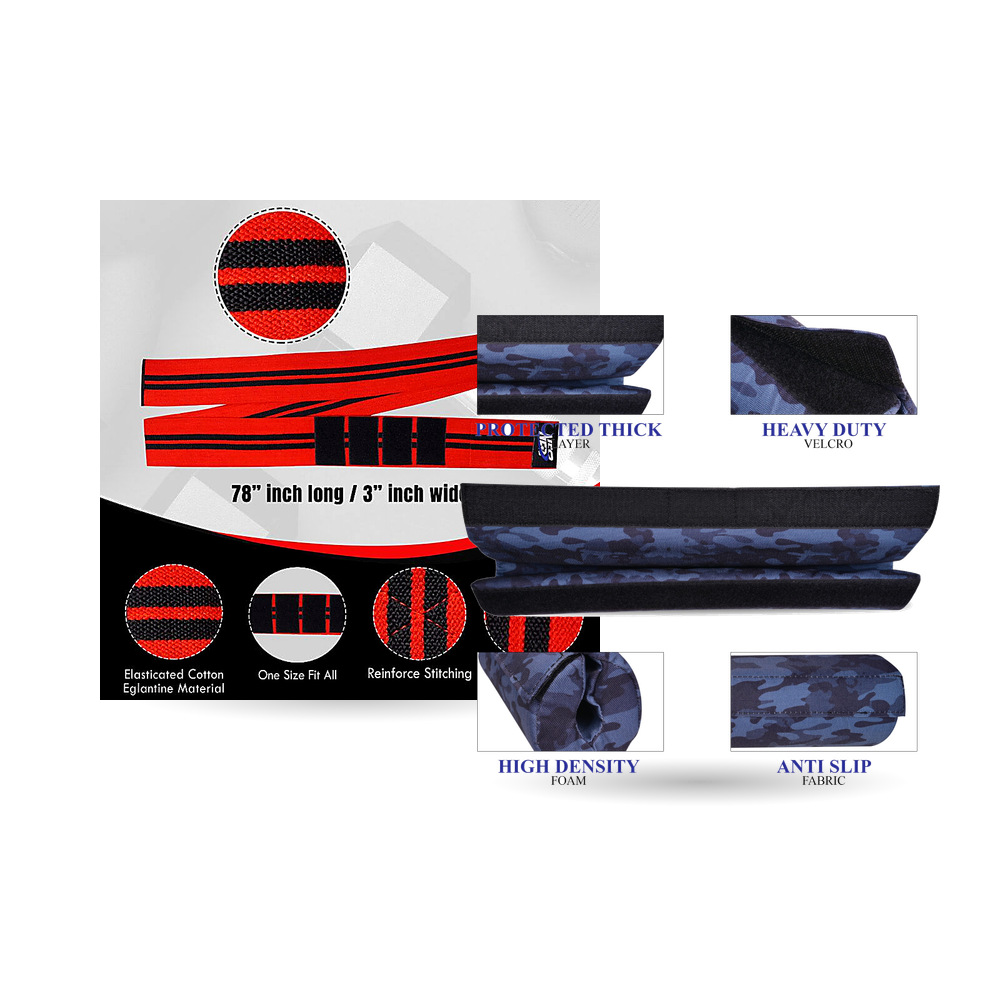 78” inch long / 3” inch wide
Elasticated Cotton
Eglantine Material
One Size Fit All
Reinforce Stitching
PROTECTED THICK
HEAVY DUTY
VELCRO
HIGH DENSITY
FOAM
ANTI SLIP
FABRIC